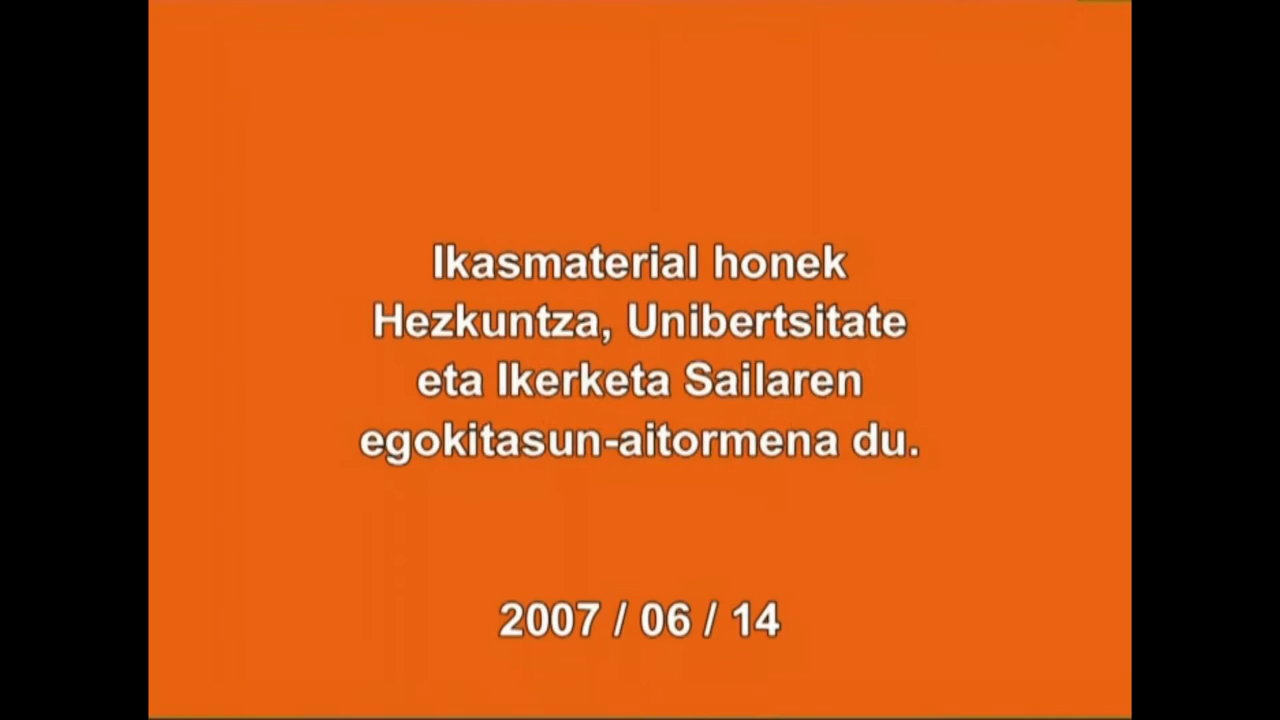 Ikasmaterial honek
Hezkuntza, Unibertsitate
eta Ikerketa Sailaren
egokitasun-aitormena du.
2007 / 06 / 14